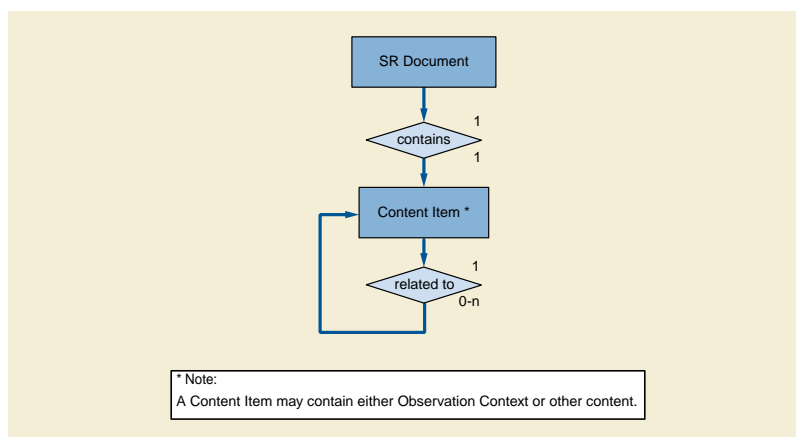 SR Document
1
contains
1
Content Item *
1
related to
0-n
* Note:
A Content Item may contain either Observation Context or other content.